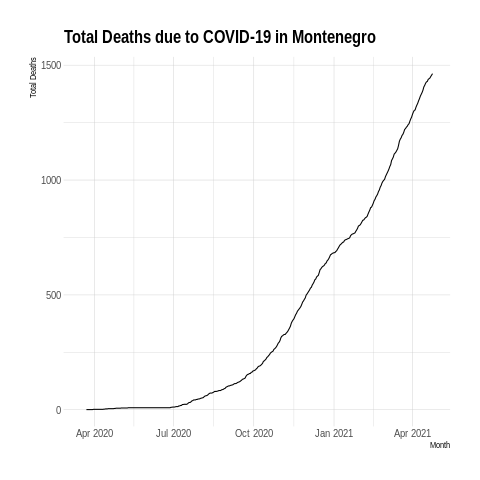 Total Deaths due to COVID-19 in Montenegro
Total Deaths
1500
1000
500
0
Apr 2020 Jul 2020 Oct 2020 Jan 2021 Apr 2021
Month